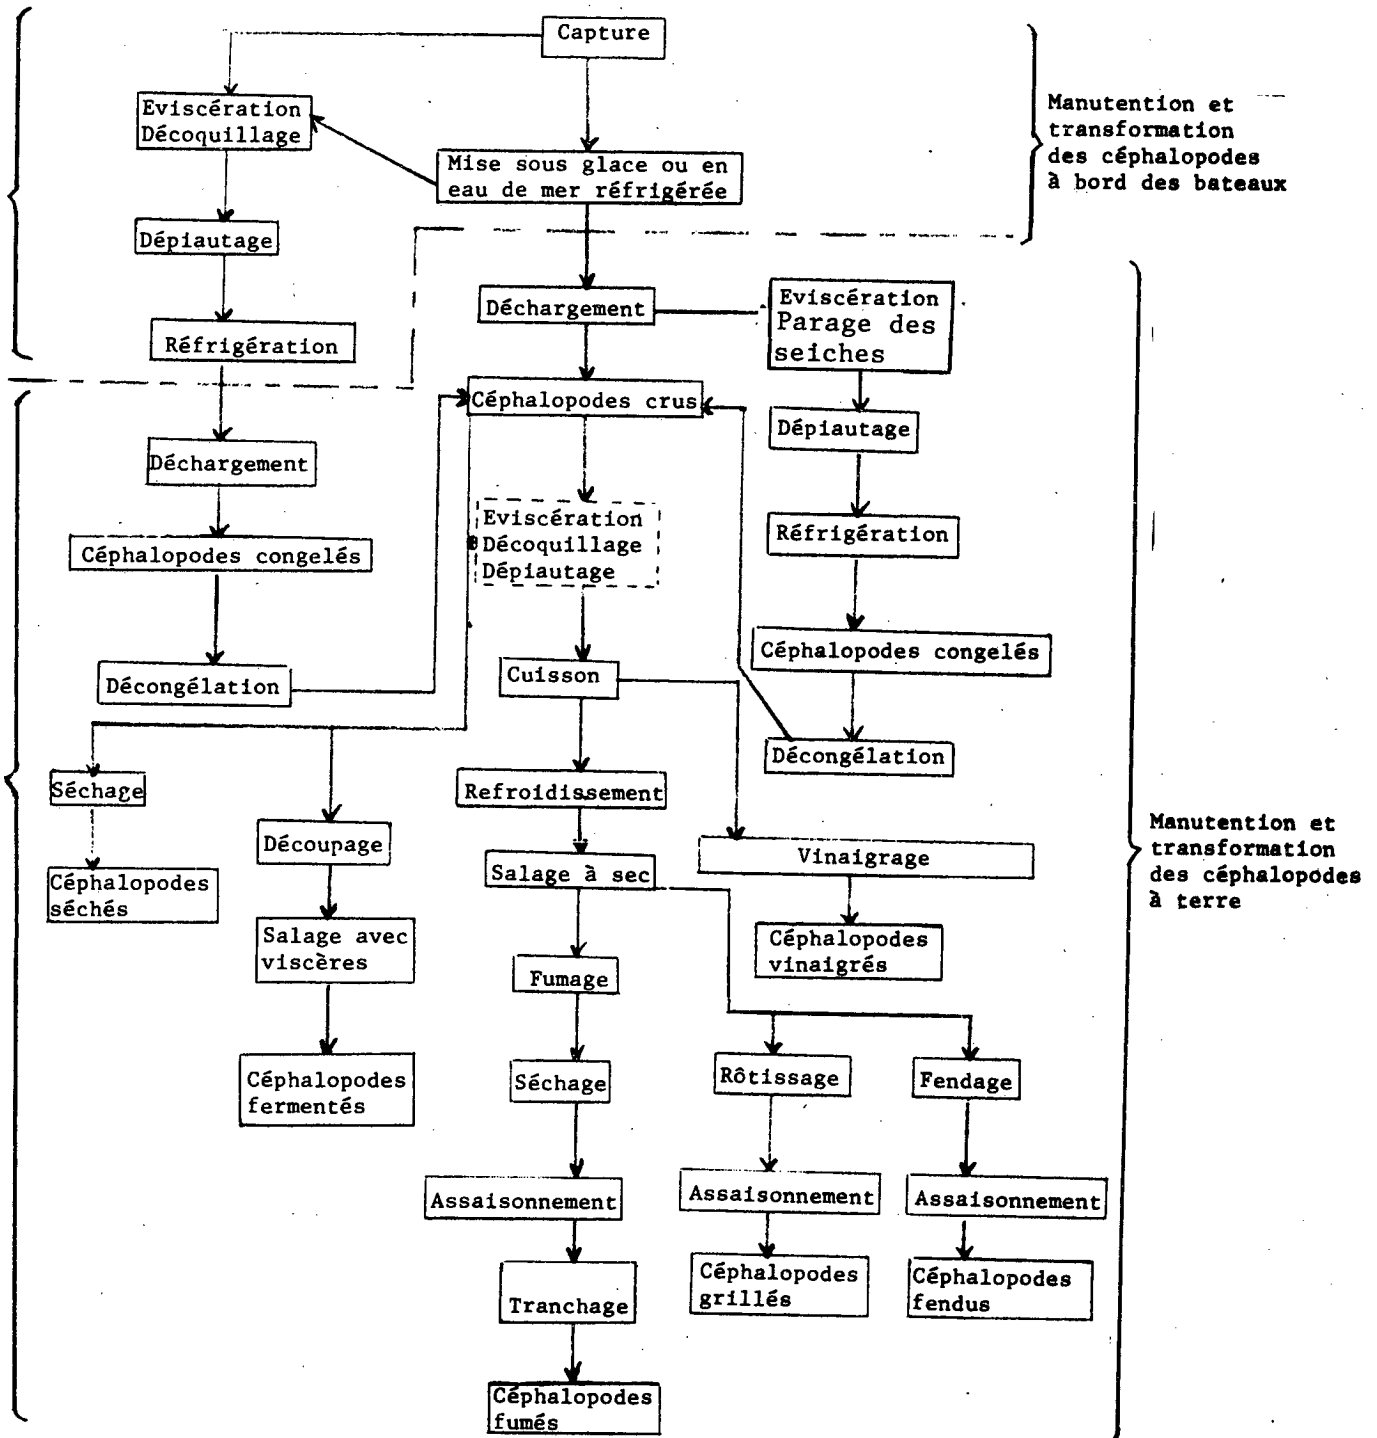 Capture
Eviscération
Décoquillage
Mise sous glace ou en
eau de mer réfrigérée
Manutention et
transformation
des céphalopodes
à bord des bateaux
Dépiautage
Réfrigération
Déchargement
Eviscération
Parage des
seiches
Céphalopodes crus
Dépiautage
Déchargement
Eviscération
Décoquillage
Dépiautage
Réfrigération
Céphalopodes congelés
Céphalopodes congelés
Décongélation
Cuisson
Décongélation
Séchage
Refroidissement
Découpage
Vinaigrage
Manutention et
transformation
des céphalopodes
à terre
Salage à sec
Céphalopodes
séchés
Salage avec
viscères
Céphalopodes
vinaigrés
Fumage
Céphalopodes
fermentés
Séchage
Rôtissage
Fendage
Assaisonnement
Assaisonnement
Assaisonnement
Tranchage
Céphalopodes
grillés
Céphalopodes
fendus
Céphalopodes
fumés